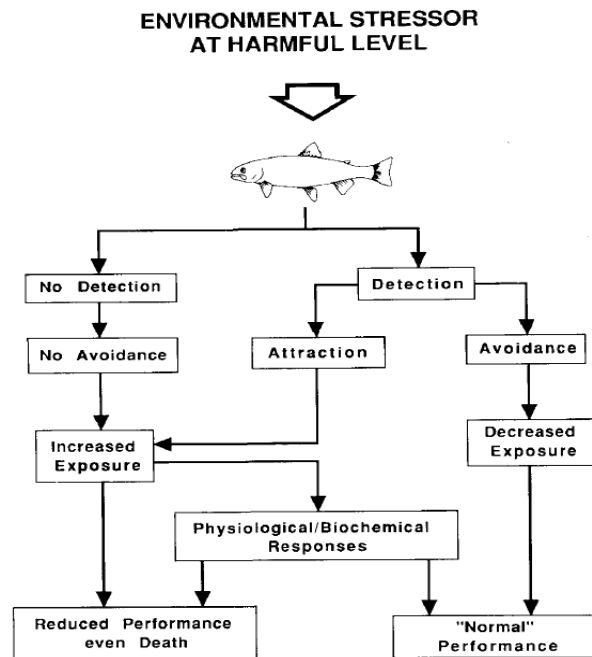 ENVIRONMENTAL STRESSOR
AT HARMFUL LEVEL
No Detection
Detection
No Avoidance
Attraction
Avoidance
Increased
Exposure
Decreased
Exposure
Physiological/Biochemical
Responses
Reduced Performance
even Death
"Normal"
Performance